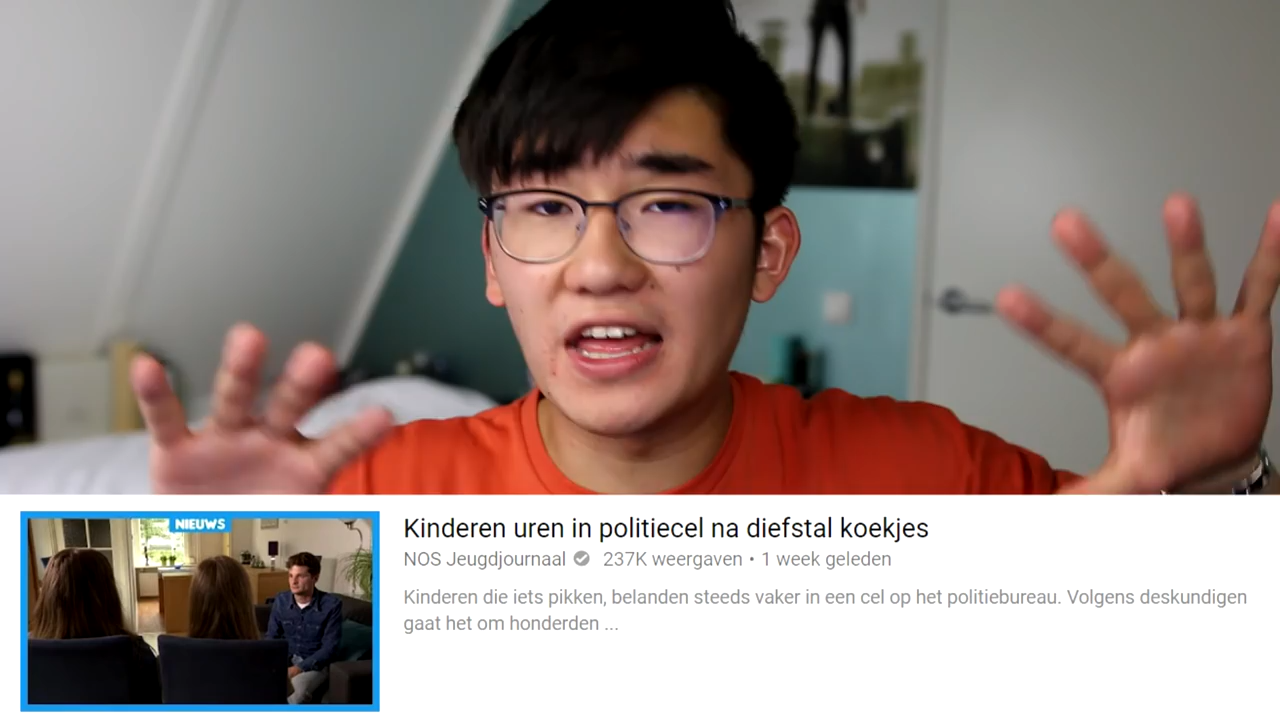 Kinderen uren in politiecel na diefstal koekjes
NIEUWS
NOS Jeugdjournaal 237K weergaven • 1 week geleden
Kinderen die iets pikken, belanden steeds vaker in een cel op het politiebureau. Volgens deskundigen
gaat het om honderden ...